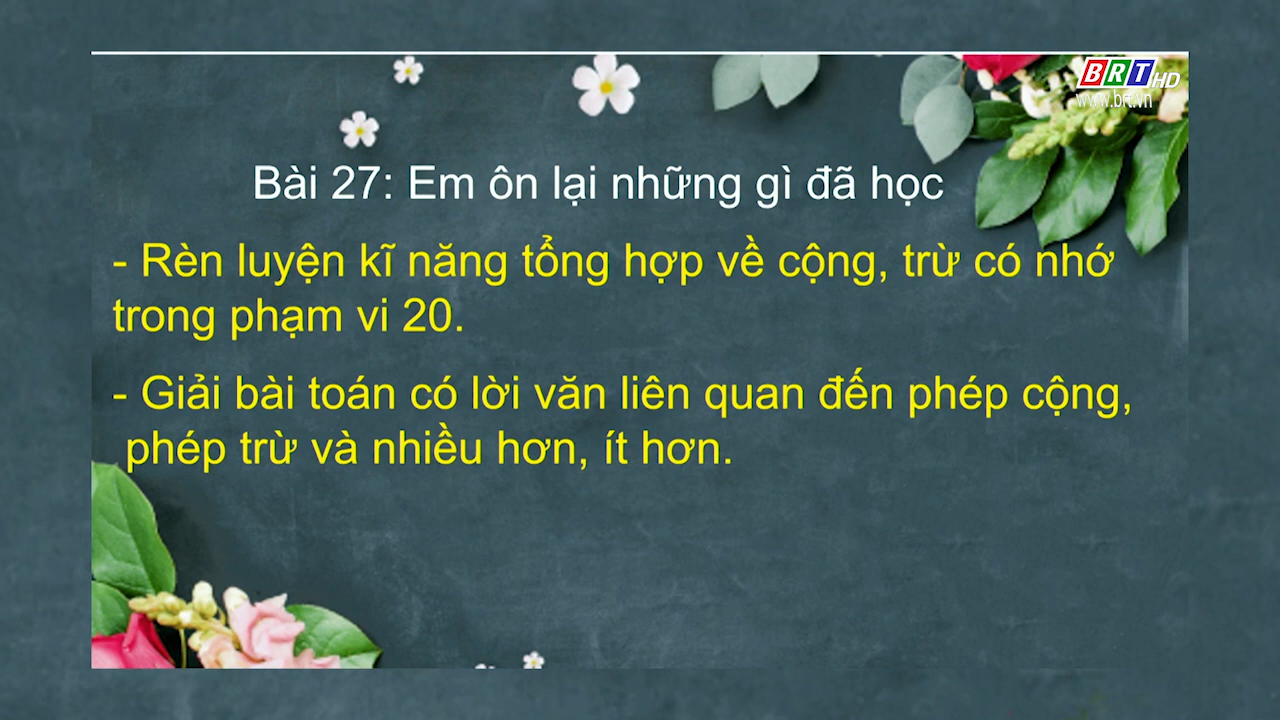 BRT HD
www.brt.vn
Bài 27: Em ôn lại những gì đã học
- Rèn luyện kĩ năng tổng hợp về cộng, trừ có nhớ
trong phạm vi 20.
- Giải bài toán có lời văn liên quan đến phép cộng,
phép trừ và nhiều hơn, ít hơn.